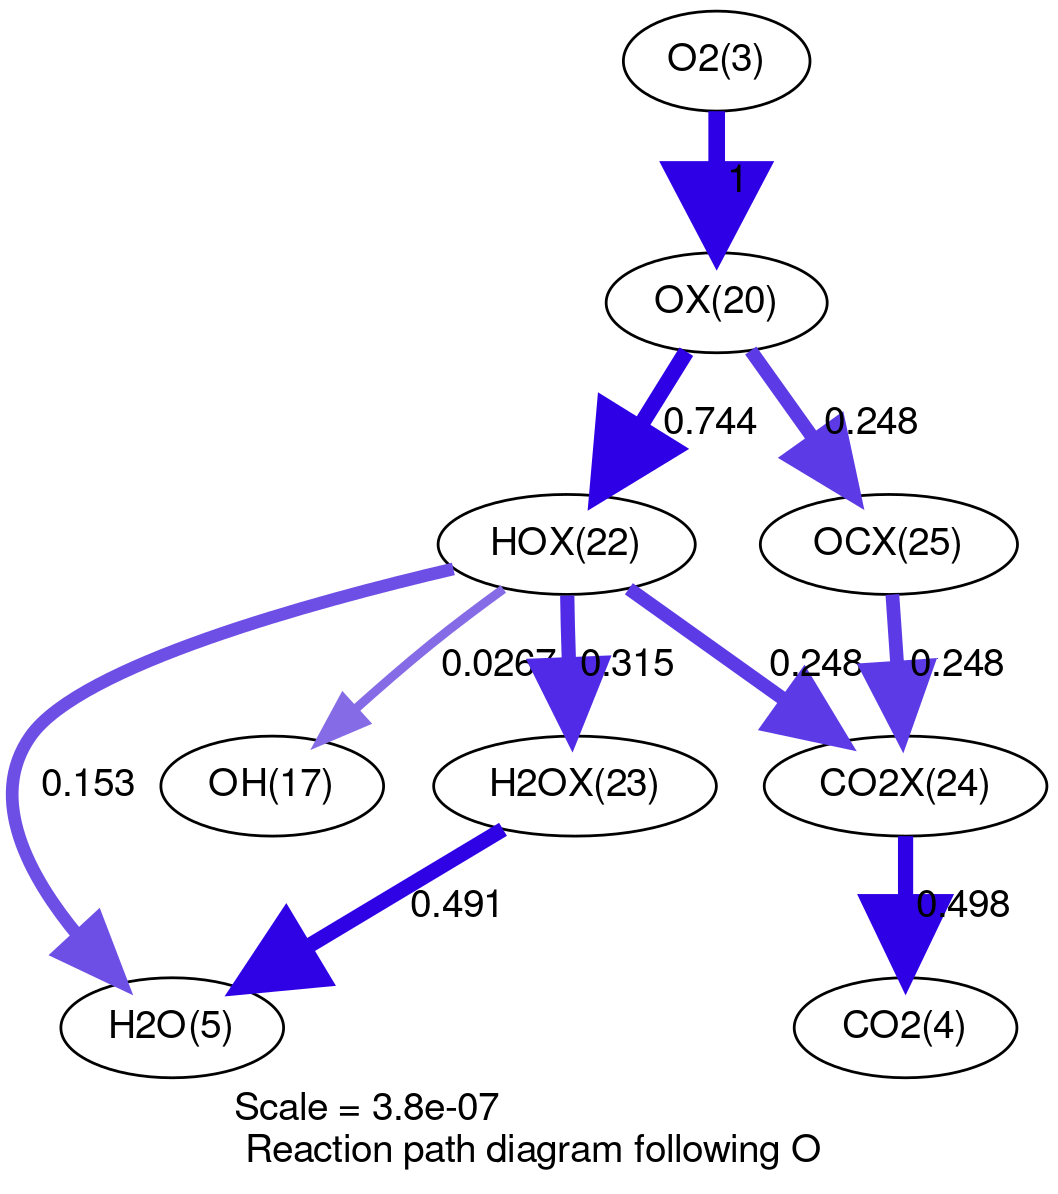 O2(3)
1
OX(20)
0.744
0.248
HOX(22)
OCX(25)
0.0267
0.315
0.248
0.248
0.153
OH(17)
H2OX(23)
CO2X(24)
0.491
0.498
H2O(5)
CO2(4)
Scale = 3.8e-07
Reaction path diagram following O